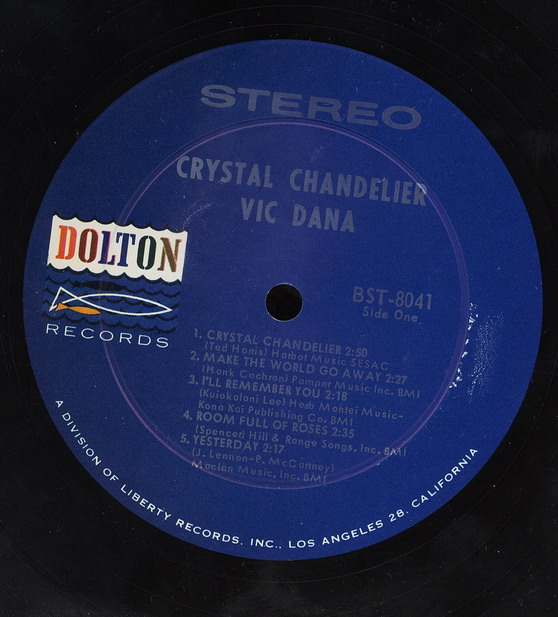 STEREO
CRYSTAL CHANDELIER
VIC DANA
DOLTON
RECORDS
BST-8041
Side One
1. CRYSTAL CHANDELIER 2:50
(Ted Harris) Harbot Music SESAC
2. MAKE THE WORLD GO AWAY 2:27
(Hank Cochran) Pamper Music Inc. BMI
3. I'LL REMEMBER YOU 2:18
(Kuiokalani Lee) Herb Montei Music-
Kona Kai Publishing Co. BMI
4. ROOM FULL OF ROSES 2:35
(Spencer) Hill & Range Songs, Inc. BMI
5. YESTERDAY 2:17
(J. Lennon-P. McCartney)
Maclen Music, Inc. BMI
A DIVISION OF LIBERTY RECORDS, INC., LOS ANGELES 28, CALIFORNIA